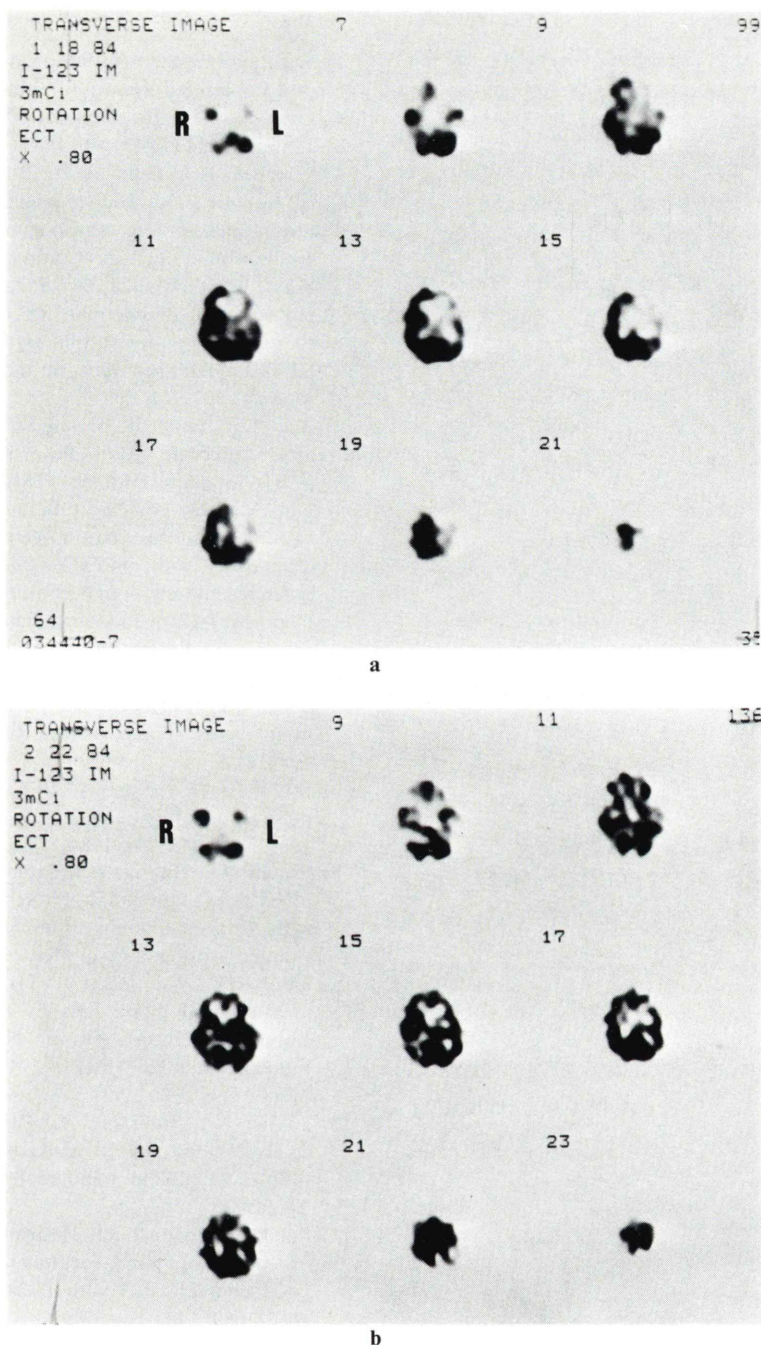 TRANSVERSE IMAGE 7 9 99
1 18 84
I-123 IM
3mCi
ROTATION
ECT
X .80
R L
11 13 15
17 19 21
64
034440-7
a
TRANSVERSE IMAGE 9 11 136
2 22 84
I-123 IM
3mCi
ROTATION
ECT
X .80
R L
13 15 17
19 21 23
b